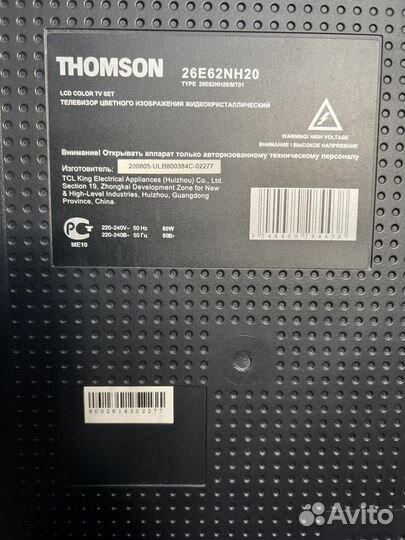 THOMSON 26E62NH20
TYPE 26E62NH20/MT01
LCD COLOR TV SET
ТЕЛЕВИЗОР ЦВЕТНОГО ИЗОБРАЖЕНИЯ ЖИДКОКРИСТАЛЛИЧЕСКИЙ
WARNING! HIGH VOLTAGE
ВНИМАНИЕ! ВЫСОКОЕ НАПРЯЖЕНИЕ
Внимание! Открывать аппарат только авторизованному техническому персоналу
Изготовитель: 200805-ULB800384C-02277
TCL King Electrical Appliances (Huizhou) Co., Ltd.
Section 19, Zhongkai Development Zone for New
& High-Level Industries, Huizhou, Guangdong
Province, China.
220-240V~ 50 Hz 80W
220-240В~ 50 Гц 80Вт
МЕ10
8002614302277
Avito